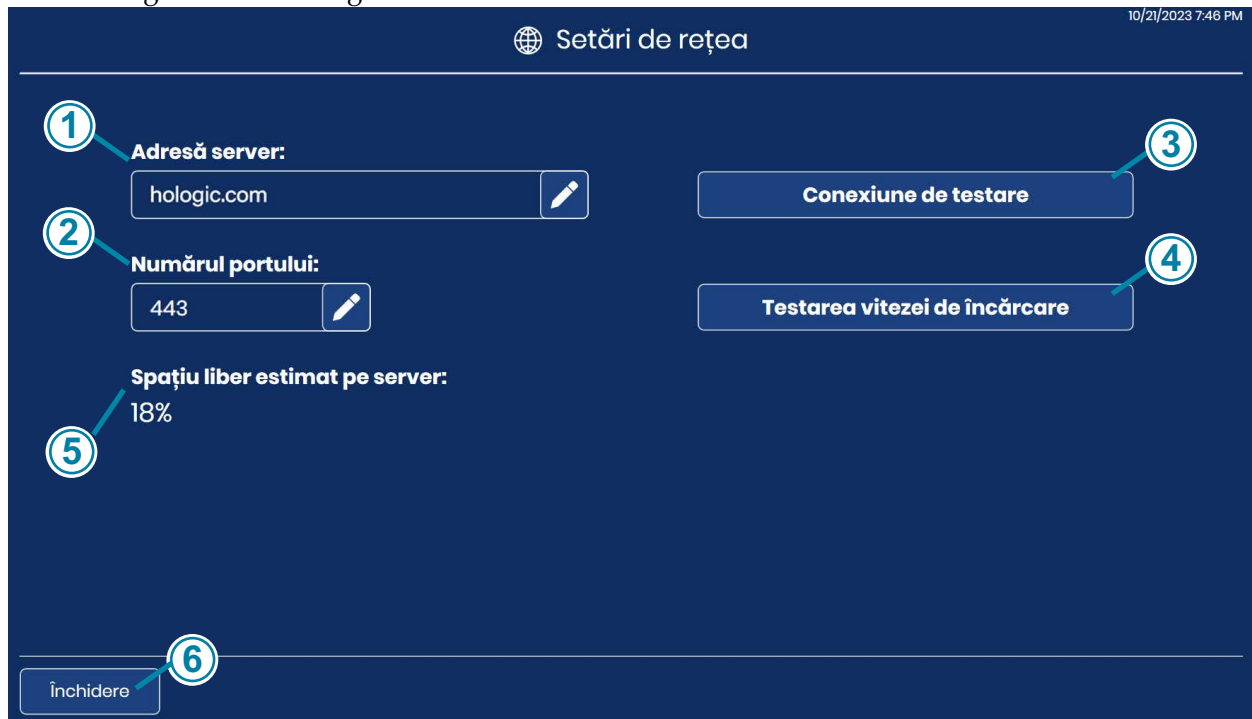 10/21/2023 7:46 PM
Setări de rețea
1
Adresă server:
hologic.com
3
Conexiune de testare
2
Numărul portului:
443
4
Testarea vitezei de încărcare
Spațiu liber estimat pe server:
18%
5
6
Închidere